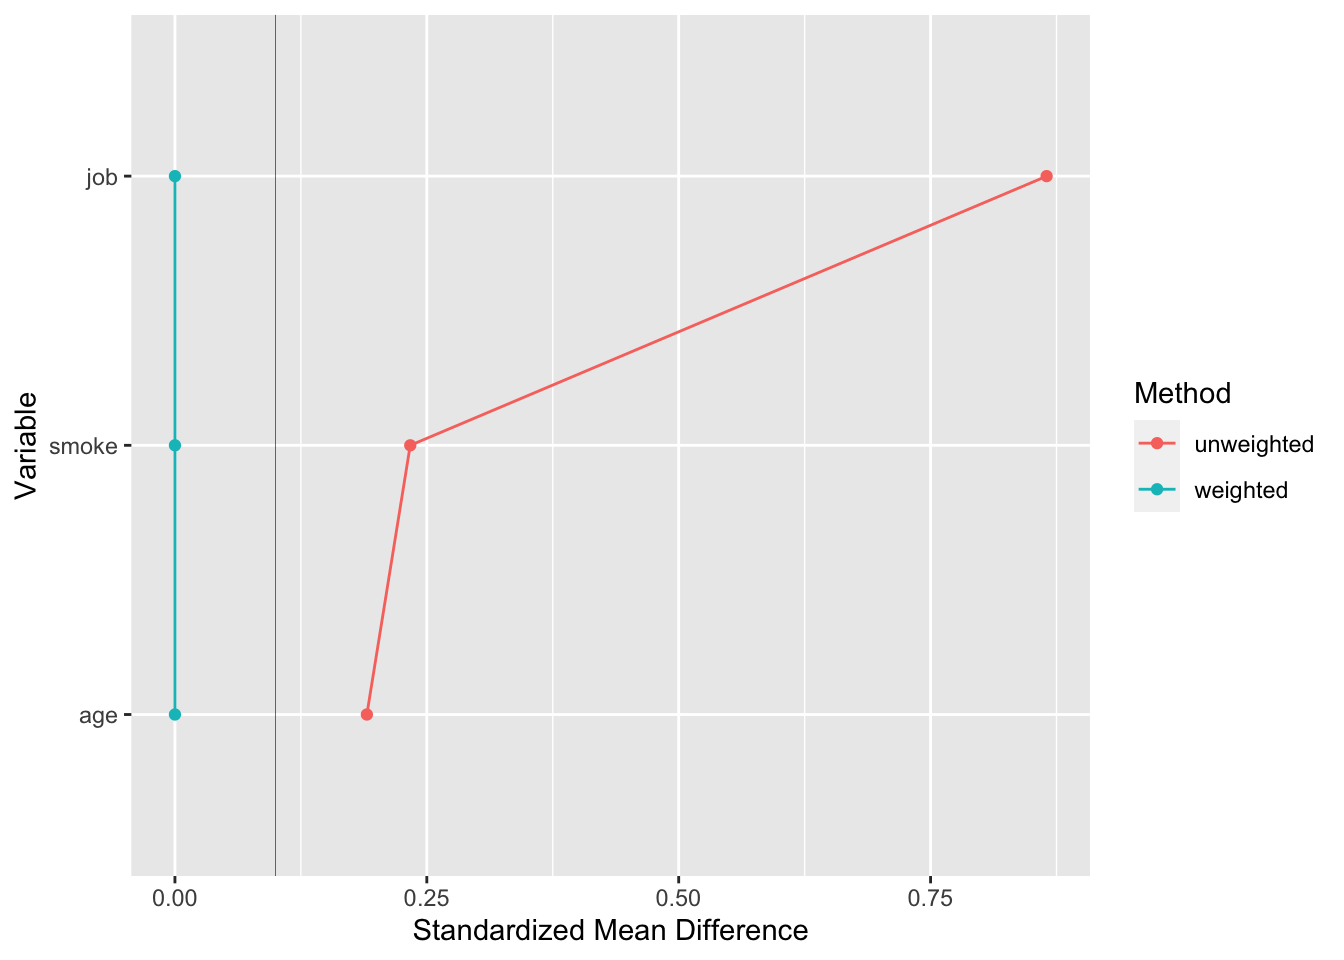 job
smoke
age
Variable
0.00
0.25
0.50
0.75
Standardized Mean Difference
Method
unweighted
weighted